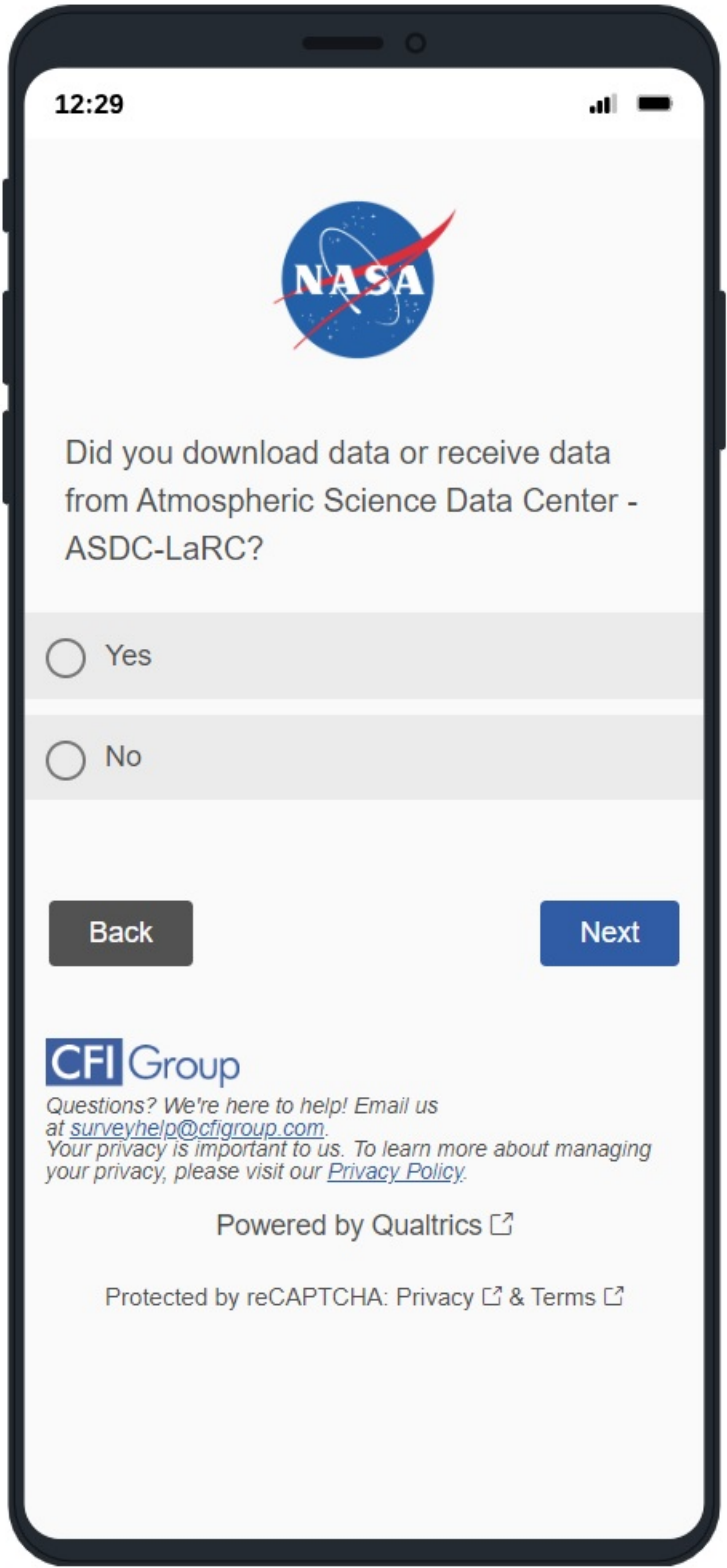 12:29
NASA
Did you download data or receive data
from Atmospheric Science Data Center -
ASDC-LaRC?
Yes
No
Back
Next
CFI Group
Questions? We're here to help! Email us
at surveyhelp@cfigroup.com.
Your privacy is important to us. To learn more about managing
your privacy, please visit our Privacy Policy.
Powered by Qualtrics
Protected by reCAPTCHA: Privacy & Terms